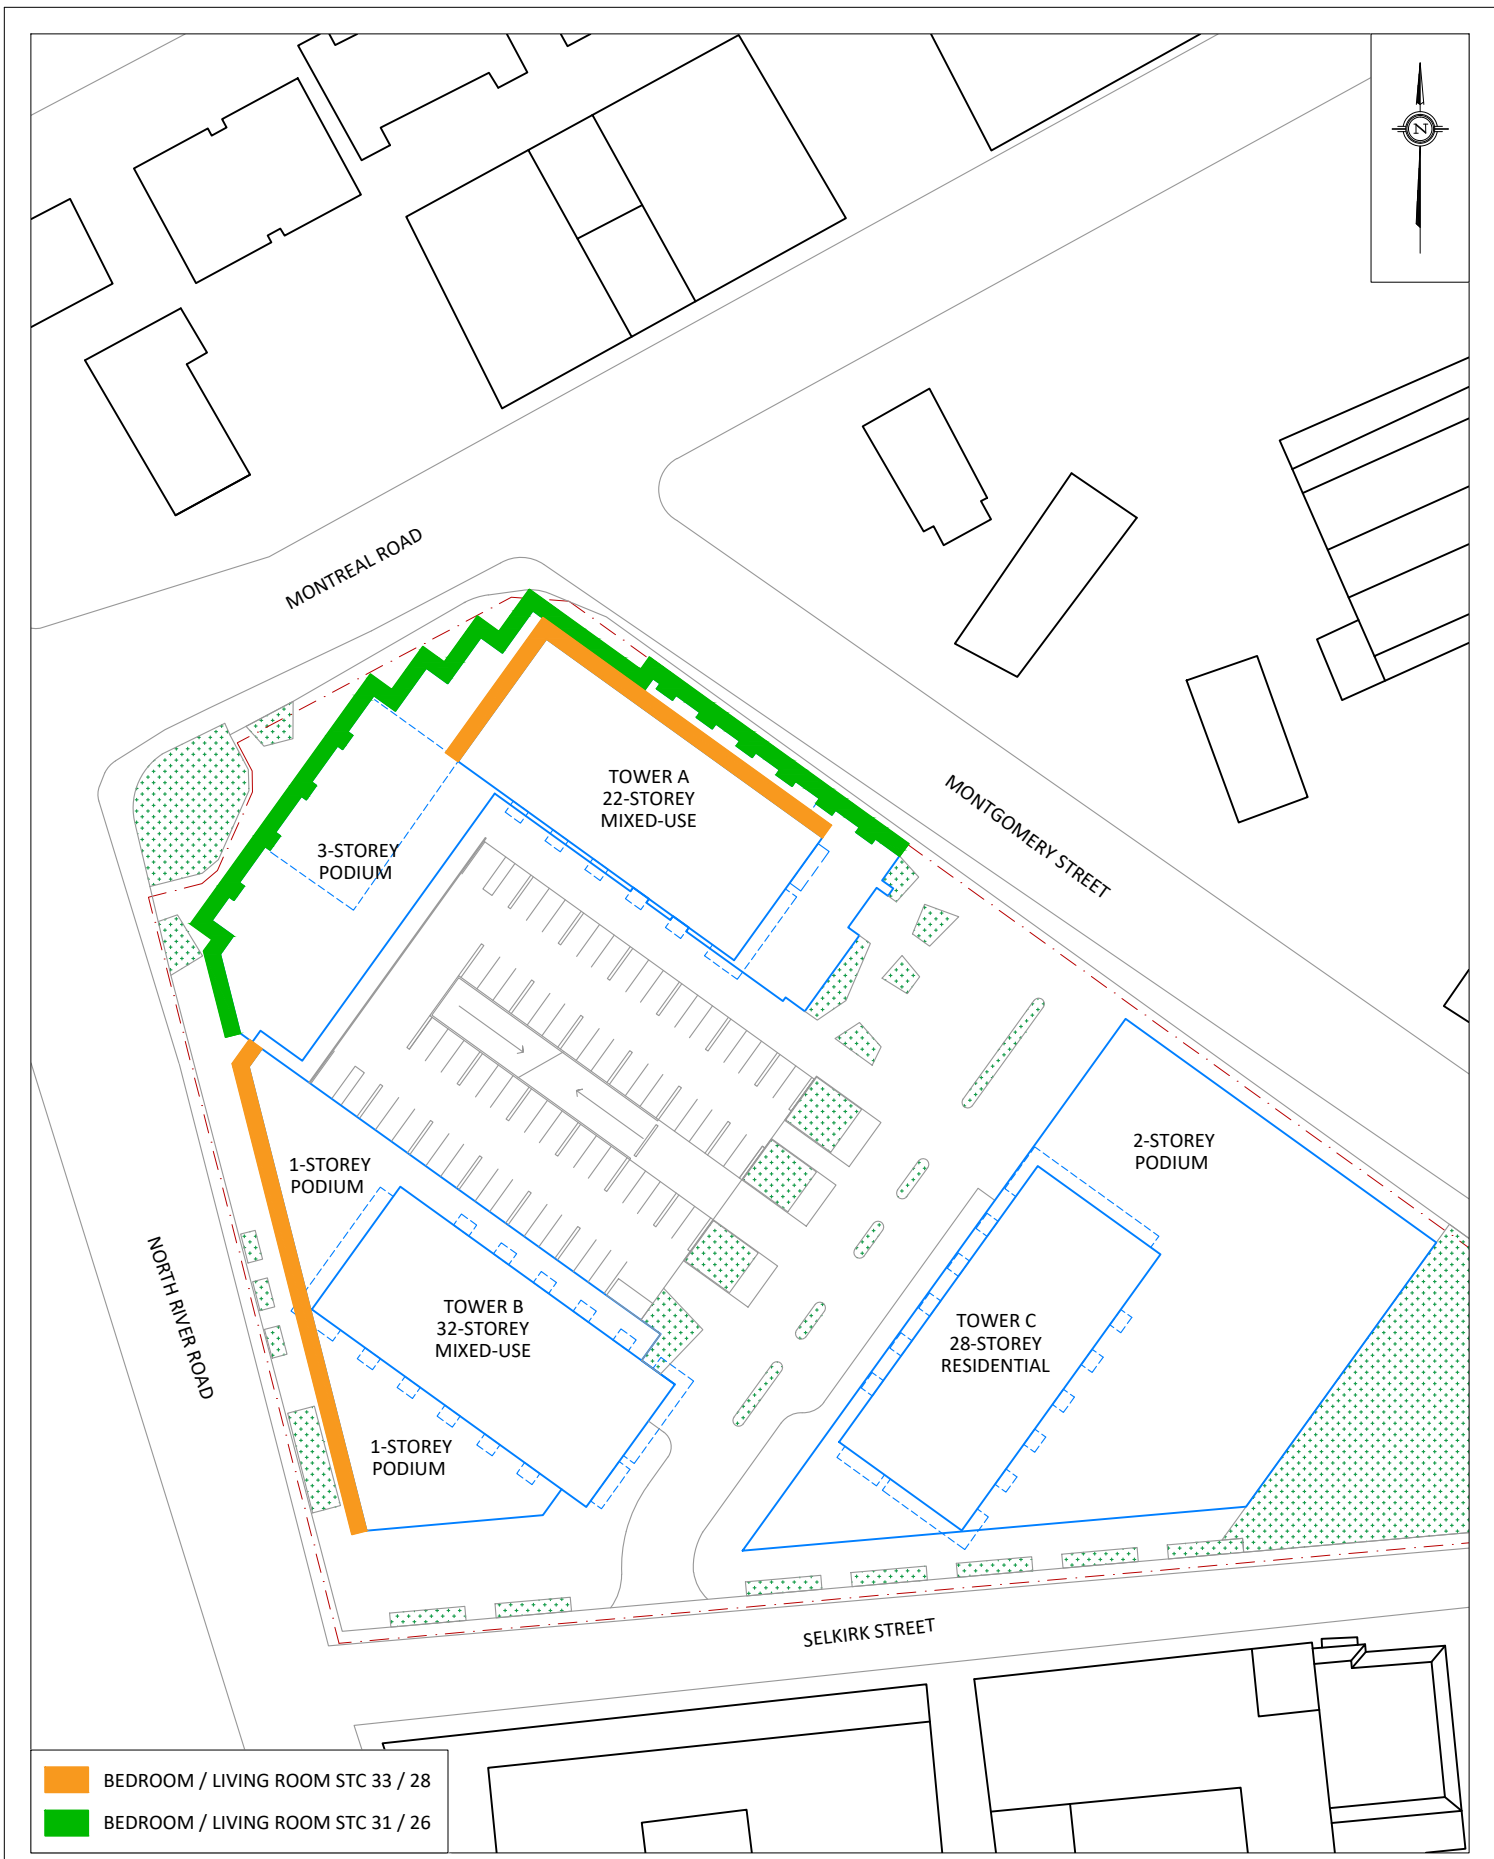 N
MONTREAL ROAD
TOWER A
22-STOREY
MIXED-USE
MONTGOMERY STREET
3-STOREY
PODIUM
2-STOREY
PODIUM
1-STOREY
PODIUM
NORTH RIVER ROAD
TOWER B
32-STOREY
MIXED-USE
TOWER C
28-STOREY
RESIDENTIAL
1-STOREY
PODIUM
SELKIRK STREET
BEDROOM / LIVING ROOM STC 33 / 28
BEDROOM / LIVING ROOM STC 31 / 26